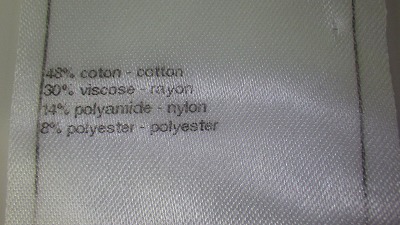 48% coton - cotton
30% viscose - rayon
14% polyamide - nylon
8% polyester - polyester